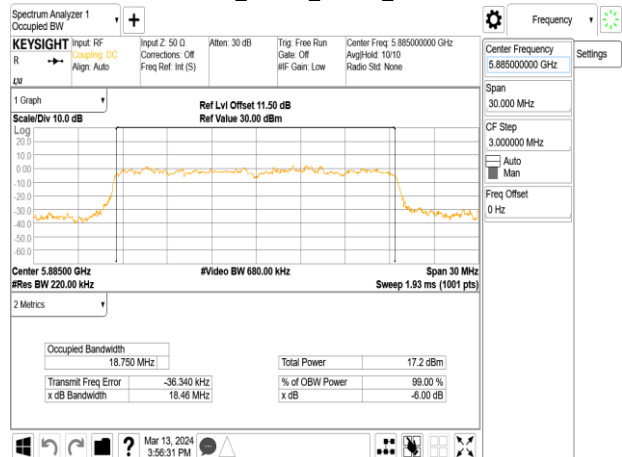 Spectrum Analyzer 1
Occupied BW
KEYSIGHT
R
LXI
Input: RF
Coupling: DC
Align: Auto
Input Z: 50 Ω
Corrections: Off
Freq Ref: Int (S)
Atten: 30 dB
Trig: Free Run
Gate: Off
#IF Gain: Low
Center Freq: 5.885000000 GHz
Avg|Hold: 10/10
Radio Std: None
1 Graph
Scale/Div 10.0 dB
Ref Lvl Offset 11.50 dB
Ref Value 30.00 dBm
Log
20.0
10.0
0.00
-10.0
-20.0
-30.0
-40.0
-50.0
-60.0
Center 5.88500 GHz
#Video BW 680.00 kHz
Span 30 MHz
#Res BW 220.00 kHz
Sweep 1.93 ms (1001 pts)
2 Metrics
Occupied Bandwidth
18.750 MHz
Total Power 17.2 dBm
Transmit Freq Error -36.340 kHz
% of OBW Power 99.00 %
x dB Bandwidth 18.46 MHz
x dB -6.00 dB
?
Mar 13, 2024
3:56:31 PM
Frequency
Settings
Center Frequency
5.885000000 GHz
Span
30.000 MHz
CF Step
3.000000 MHz
Auto
Man
Freq Offset
0 Hz